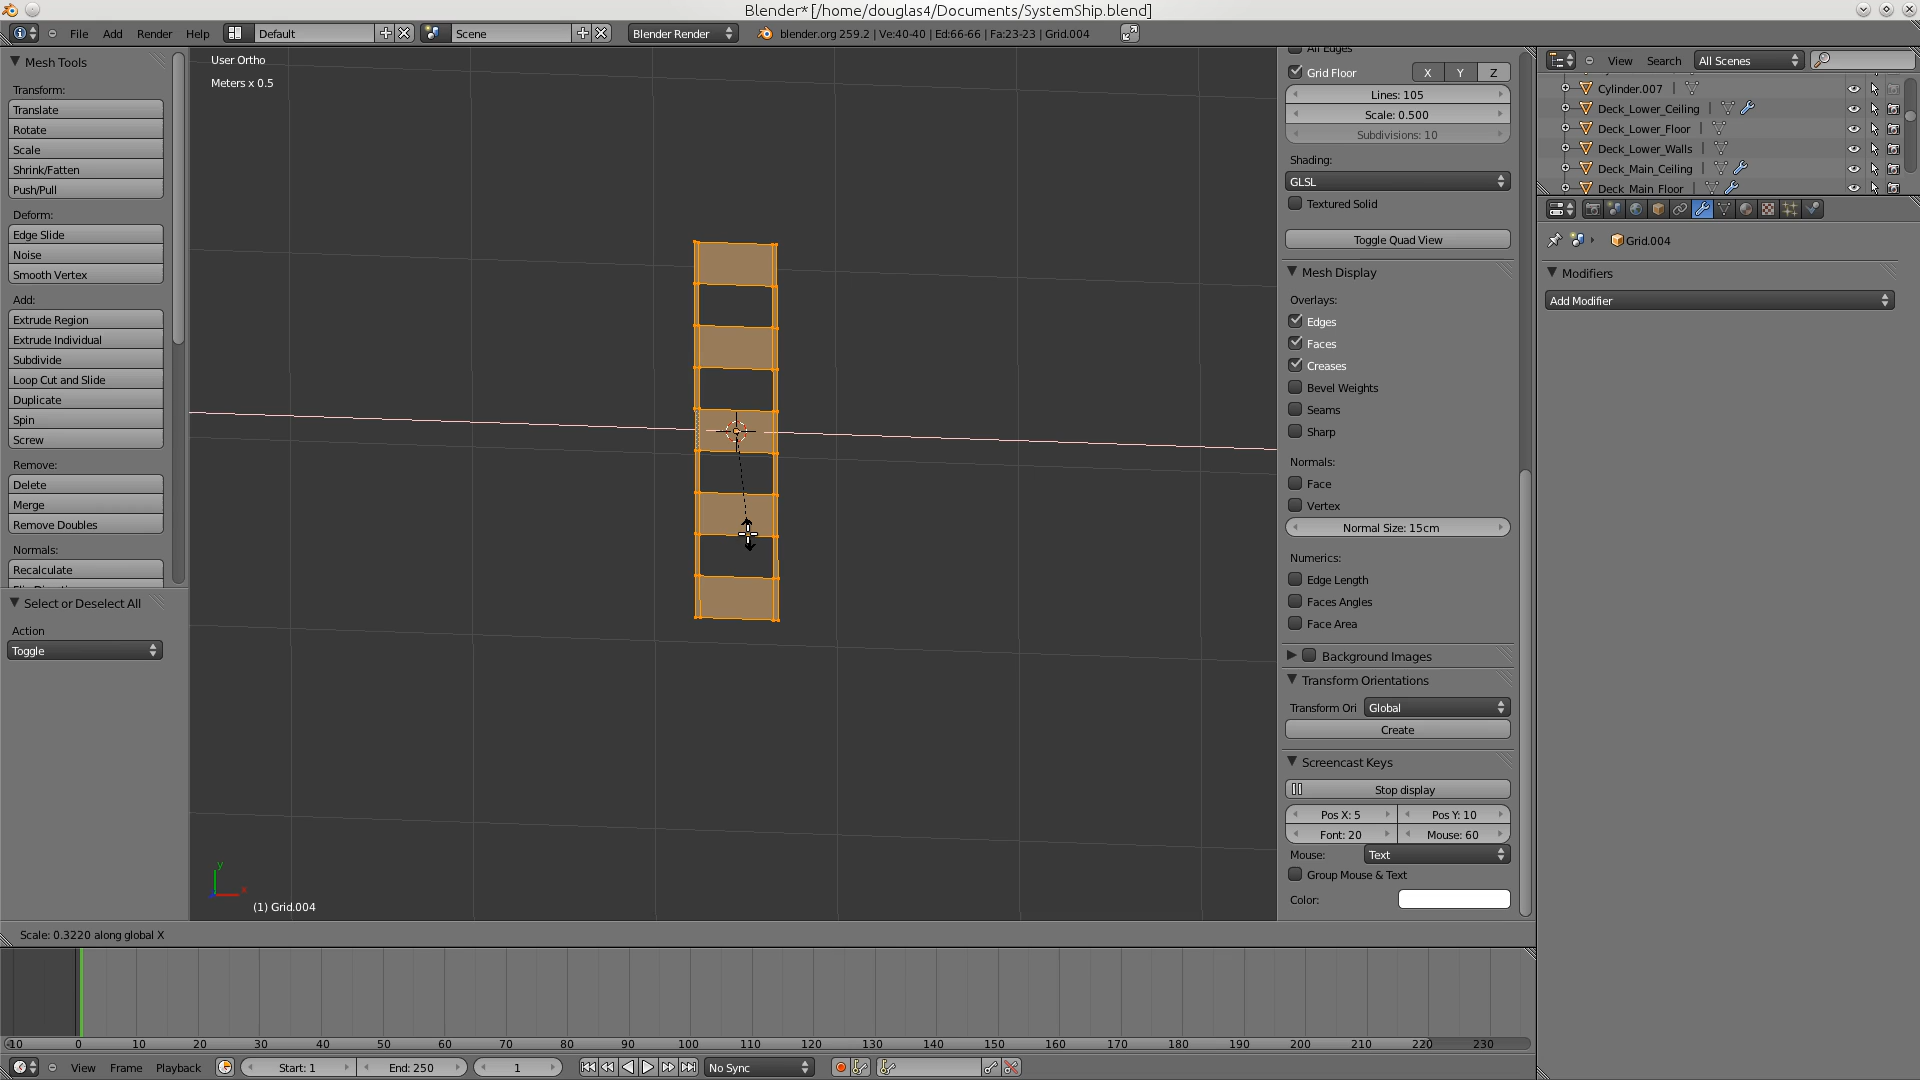 Blender* [/home/douglas4/Documents/SystemShip.blend]
File Add Render Help Default Scene Blender Render blender.org 259.2 | Ve:40-40 | Ed:66-66 | Fa:23-23 | Grid.004
Mesh Tools
Transform:
Translate
Rotate
Scale
Shrink/Fatten
Push/Pull
Deform:
Edge Slide
Noise
Smooth Vertex
Add:
Extrude Region
Extrude Individual
Subdivide
Loop Cut and Slide
Duplicate
Spin
Screw
Remove:
Delete
Merge
Remove Doubles
Normals:
Recalculate
Select or Deselect All
Action
Toggle
User Ortho
Meters x 0.5
y
x
(1) Grid.004
Scale: 0.3220 along global X
All Edges
Grid Floor X Y Z
Lines: 105
Scale: 0.500
Subdivisions: 10
Shading:
GLSL
Textured Solid
Toggle Quad View
Mesh Display
Overlays:
Edges
Faces
Creases
Bevel Weights
Seams
Sharp
Normals:
Face
Vertex
Normal Size: 15cm
Numerics:
Edge Length
Faces Angles
Face Area
Background Images
Transform Orientations
Transform Ori Global
Create
Screencast Keys
Stop display
Pos X: 5 Pos Y: 10
Font: 20 Mouse: 60
Mouse: Text
Group Mouse & Text
Color:
View Search All Scenes
Cylinder.007
Deck_Lower_Ceiling
Deck_Lower_Floor
Deck_Lower_Walls
Deck_Main_Ceiling
Deck_Main_Floor
Grid.004
Modifiers
Add Modifier
-10 0 10 20 30 40 50 60 70 80 90 100 110 120 130 140 150 160 170 180 190 200 210 220 230
View Frame Playback Start: 1 End: 250 1 No Sync